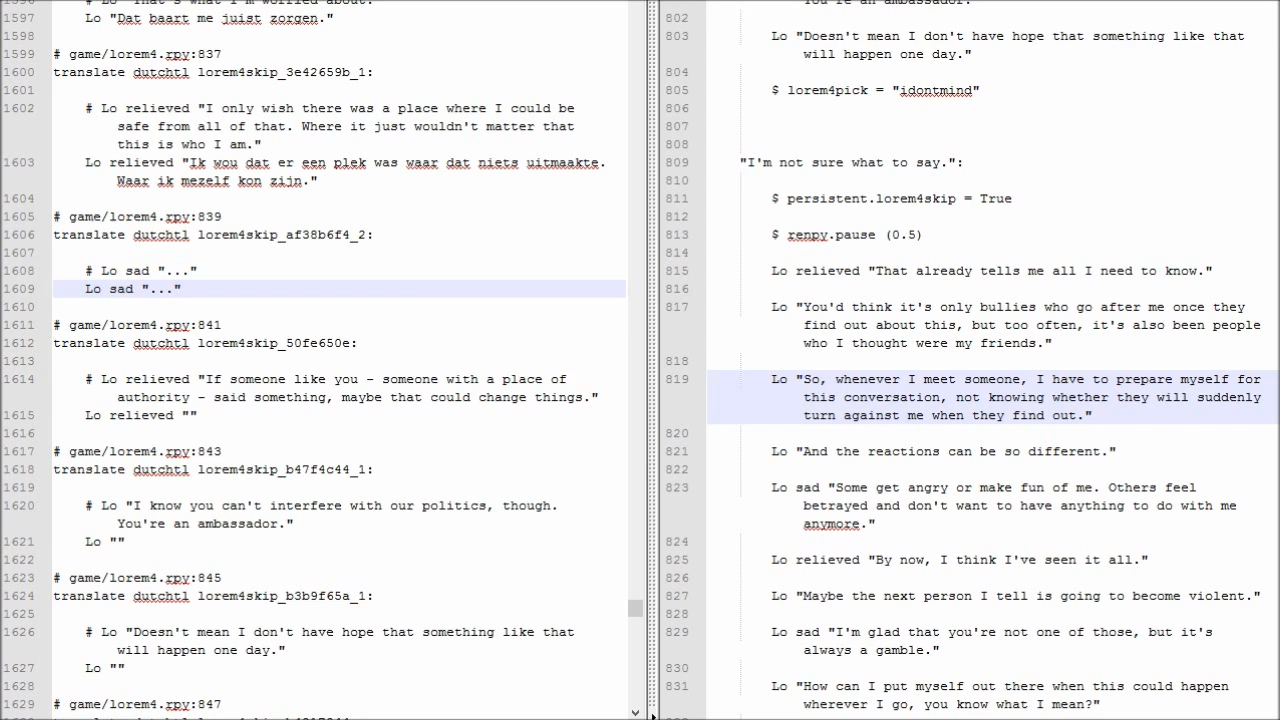 1596 # Lo "That's what I'm worried about."
1597 Lo "Dat baart me juist zorgen."
1598
1599 # game/lorem4.rpy:837
1600 translate dutchtl lorem4skip_3e42659b_1:
1601
1602 # Lo relieved "I only wish there was a place where I could be
safe from all of that. Where it just wouldn't matter that
this is who I am."
1603 Lo relieved "Ik wou dat er een plek was waar dat niets uitmaakte.
Waar ik mezelf kon zijn."
1604
1605 # game/lorem4.rpy:839
1606 translate dutchtl lorem4skip_af38b6f4_2:
1607
1608 # Lo sad "..."
1609 Lo sad "..."
1610
1611 # game/lorem4.rpy:841
1612 translate dutchtl lorem4skip_50fe650e:
1613
1614 # Lo relieved "If someone like you - someone with a place of
authority - said something, maybe that could change things."
1615 Lo relieved ""
1616
1617 # game/lorem4.rpy:843
1618 translate dutchtl lorem4skip_b47f4c44_1:
1619
1620 # Lo "I know you can't interfere with our politics, though.
You're an ambassador."
1621 Lo ""
1622
1623 # game/lorem4.rpy:845
1624 translate dutchtl lorem4skip_b3b9f65a_1:
1625
1626 # Lo "Doesn't mean I don't have hope that something like that
will happen one day."
1627 Lo ""
1628
1629 # game/lorem4.rpy:847
You're an ambassador."
802
803 Lo "Doesn't mean I don't have hope that something like that
will happen one day."
804
805 $ lorem4pick = "idontmind"
806
807
808
809 "I'm not sure what to say.":
810
811 $ persistent.lorem4skip = True
812
813 $ renpy.pause (0.5)
814
815 Lo relieved "That already tells me all I need to know."
816
817 Lo "You'd think it's only bullies who go after me once they
find out about this, but too often, it's also been people
who I thought were my friends."
818
819 Lo "So, whenever I meet someone, I have to prepare myself for
this conversation, not knowing whether they will suddenly
turn against me when they find out."
820
821 Lo "And the reactions can be so different."
822
823 Lo sad "Some get angry or make fun of me. Others feel
betrayed and don't want to have anything to do with me
anymore."
824
825 Lo relieved "By now, I think I've seen it all."
826
827 Lo "Maybe the next person I tell is going to become violent."
828
829 Lo sad "I'm glad that you're not one of those, but it's
always a gamble."
830
831 Lo "How can I put myself out there when this could happen
wherever I go, you know what I mean?"